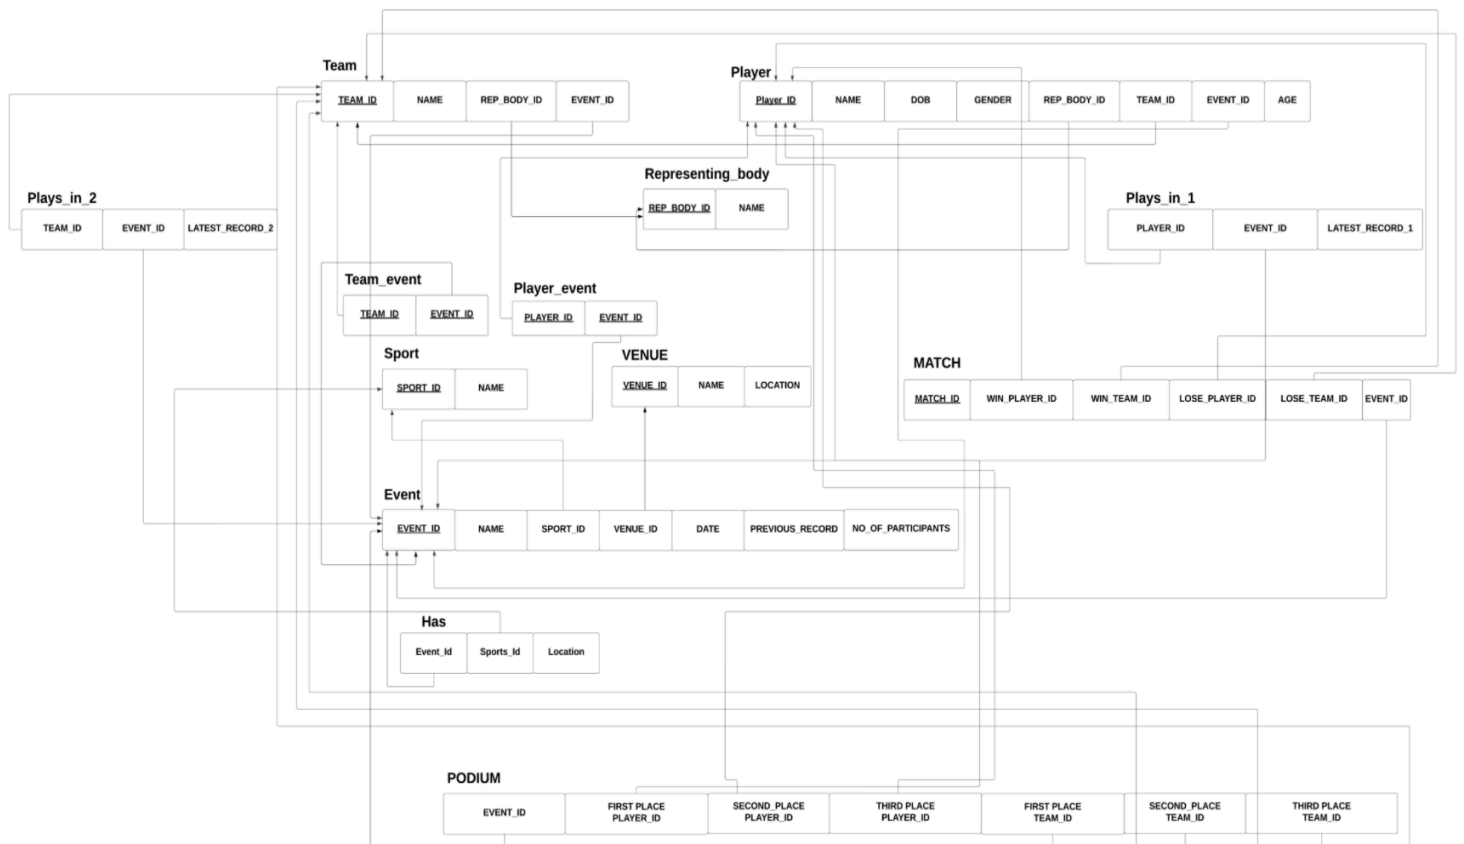 Team
TEAM_ID NAME REP_BODY_ID EVENT_ID
Player
Player_ID NAME DOB GENDER REP_BODY_ID TEAM_ID EVENT_ID AGE
Representing_body
REP_BODY_ID NAME
Plays_in_2
TEAM_ID EVENT_ID LATEST_RECORD_2
Plays_in_1
PLAYER_ID EVENT_ID LATEST_RECORD_1
Team_event
TEAM_ID EVENT_ID
Player_event
PLAYER_ID EVENT_ID
Sport
SPORT_ID NAME
VENUE
VENUE_ID NAME LOCATION
MATCH
MATCH_ID WIN_PLAYER_ID WIN_TEAM_ID LOSE_PLAYER_ID LOSE_TEAM_ID EVENT_ID
Event
EVENT_ID NAME SPORT_ID VENUE_ID DATE PREVIOUS_RECORD NO_OF_PARTICIPANTS
Has
Event_Id Sports_Id Location
PODIUM
EVENT_ID
FIRST PLACE
PLAYER_ID
SECOND_PLACE
PLAYER_ID
THIRD PLACE
PLAYER_ID
FIRST PLACE
TEAM_ID
SECOND_PLACE
TEAM_ID
THIRD PLACE
TEAM_ID